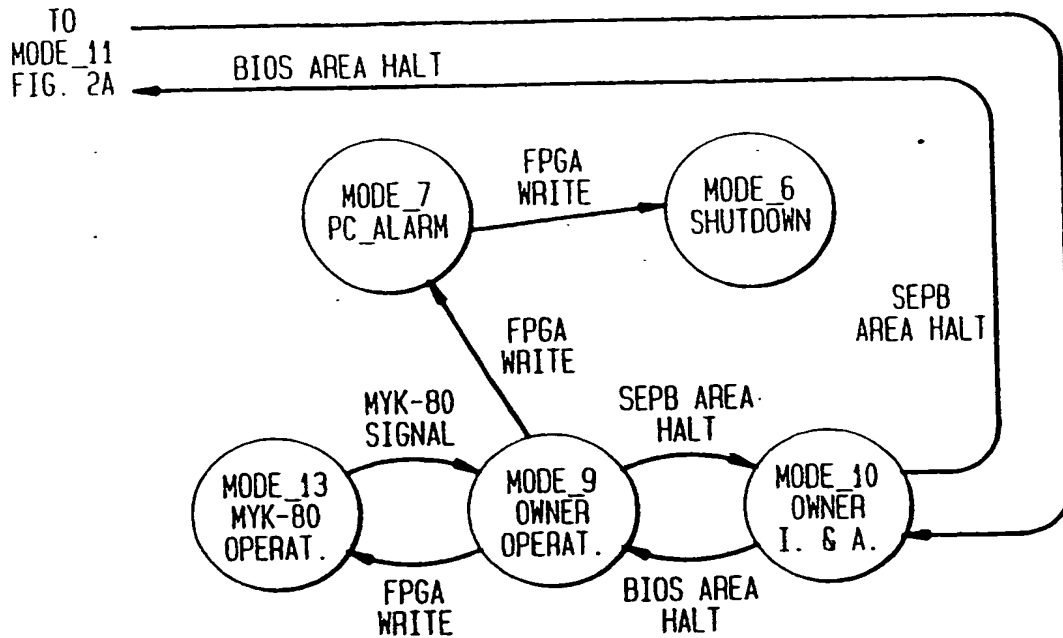 TO
MODE_11
FIG. 2A
BIOS AREA HALT
FPGA
WRITE
MODE_7
PC_ALARM
MODE_6
SHUTDOWN
SEPB
AREA HALT
FPGA
WRITE
MYK-80
SIGNAL
SEPB AREA
HALT
MODE_13
MYK-80
OPERAT.
MODE_9
OWNER
OPERAT.
MODE_10
OWNER
I. & A.
FPGA
WRITE
BIOS AREA
HALT